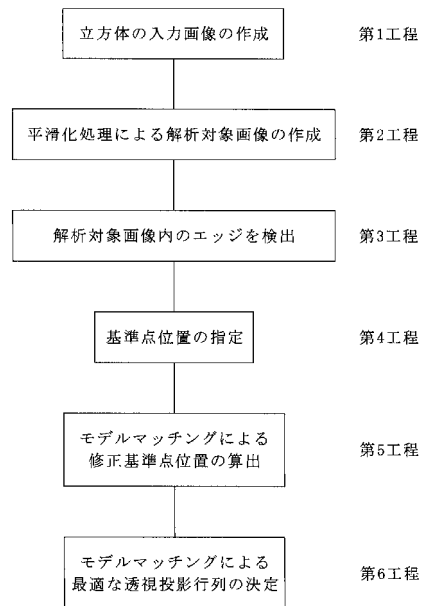 立方体の入力画像の作成
第1工程
平滑化処理による解析対象画像の作成
第2工程
解析対象画像内のエッジを検出
第3工程
基準点位置の指定
第4工程
モデルマッチングによる
修正基準点位置の算出
第5工程
モデルマッチングによる
最適な透視投影行列の決定
第6工程